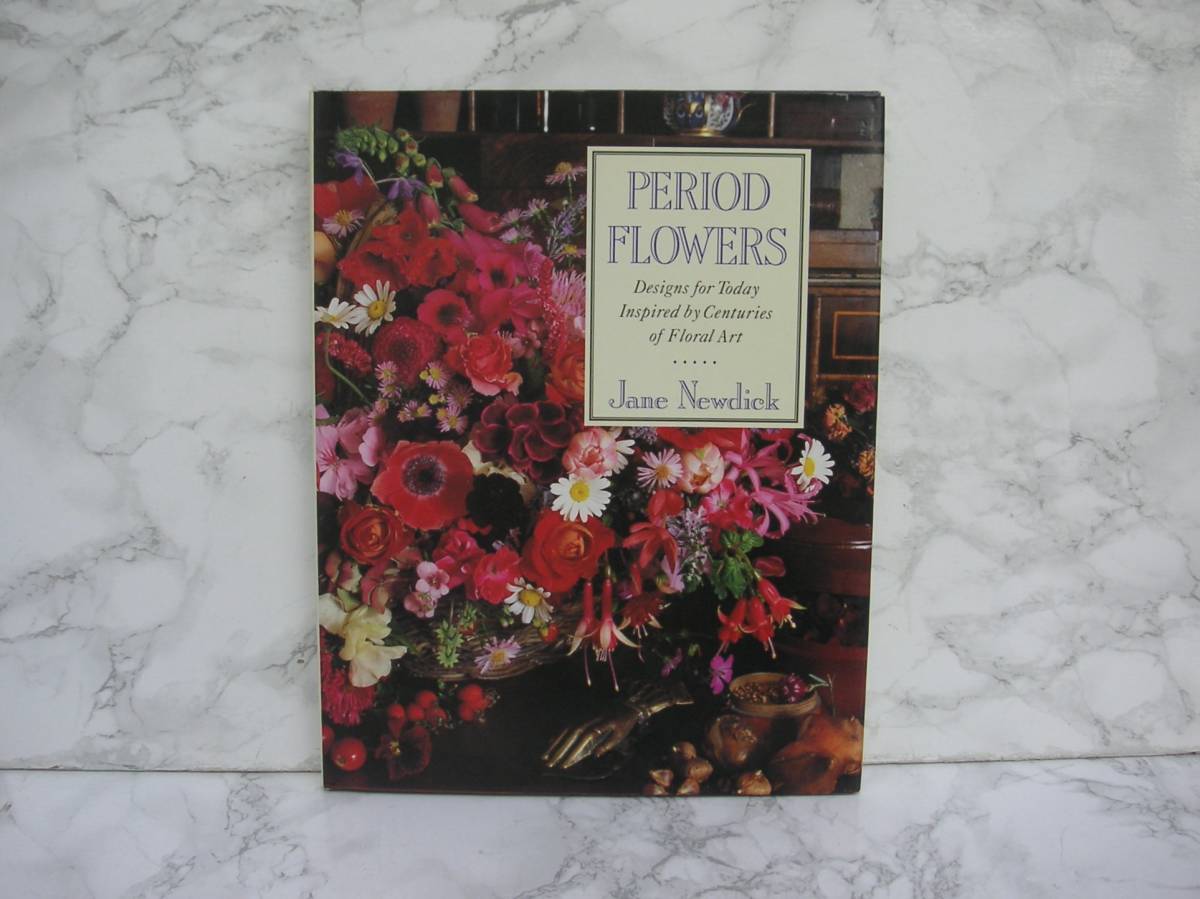 PERIOD
FLOWERS
Designs for Today
Inspired by Centuries
of Floral Art
.....
Jane Newdick